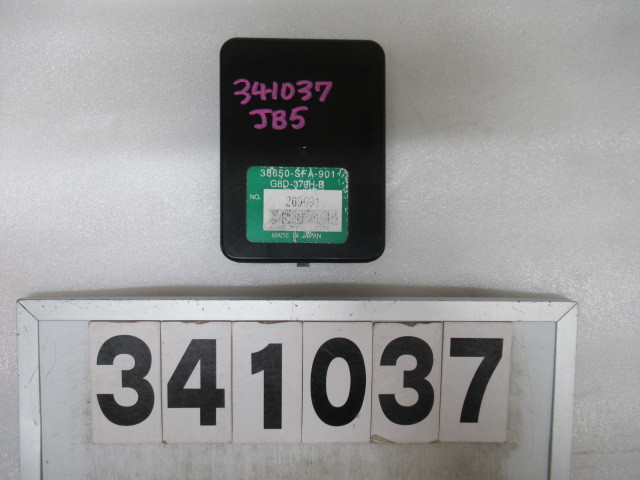 341037
JB5
38650-SFA-901
G8D-379H-B
NO.
MADE IN JAPAN
341037